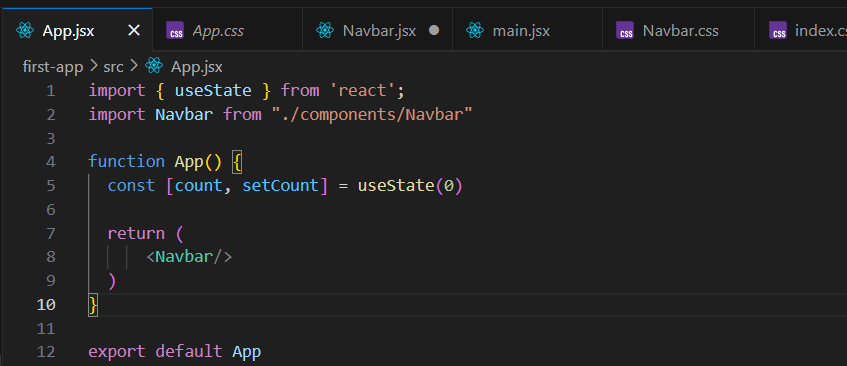 App.jsx App.css Navbar.jsx main.jsx Navbar.css
first-app > src > App.jsx
1 import { useState } from 'react';
2 import Navbar from "./components/Navbar"
3
4 function App() {
5 const [count, setCount] = useState(0)
6
7 return (
8 <Navbar/>
9 )
10 }
11
12 export default App